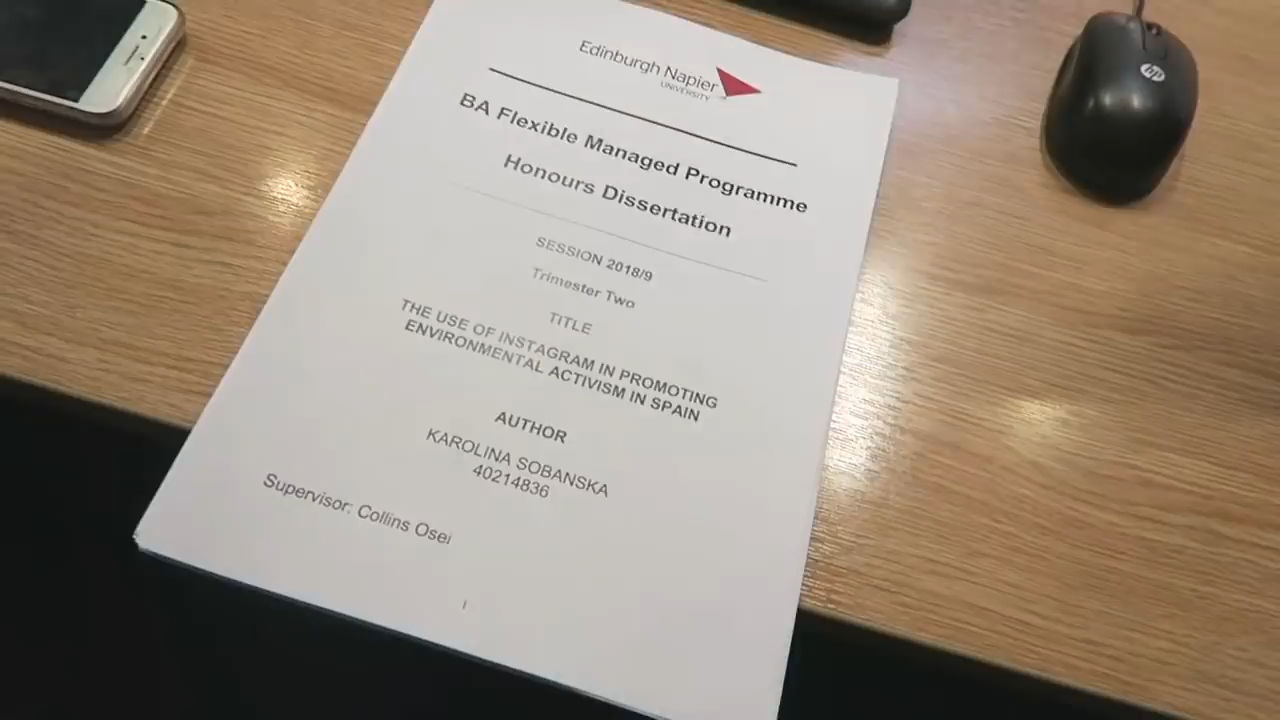 Edinburgh Napier
UNIVERSITY
BA Flexible Managed Programme
Honours Dissertation
SESSION 2018/9
Trimester Two
TITLE
THE USE OF INSTAGRAM IN PROMOTING
ENVIRONMENTAL ACTIVISM IN SPAIN
AUTHOR
KAROLINA SOBANSKA
40214836
Supervisor: Collins Osei
I
hp